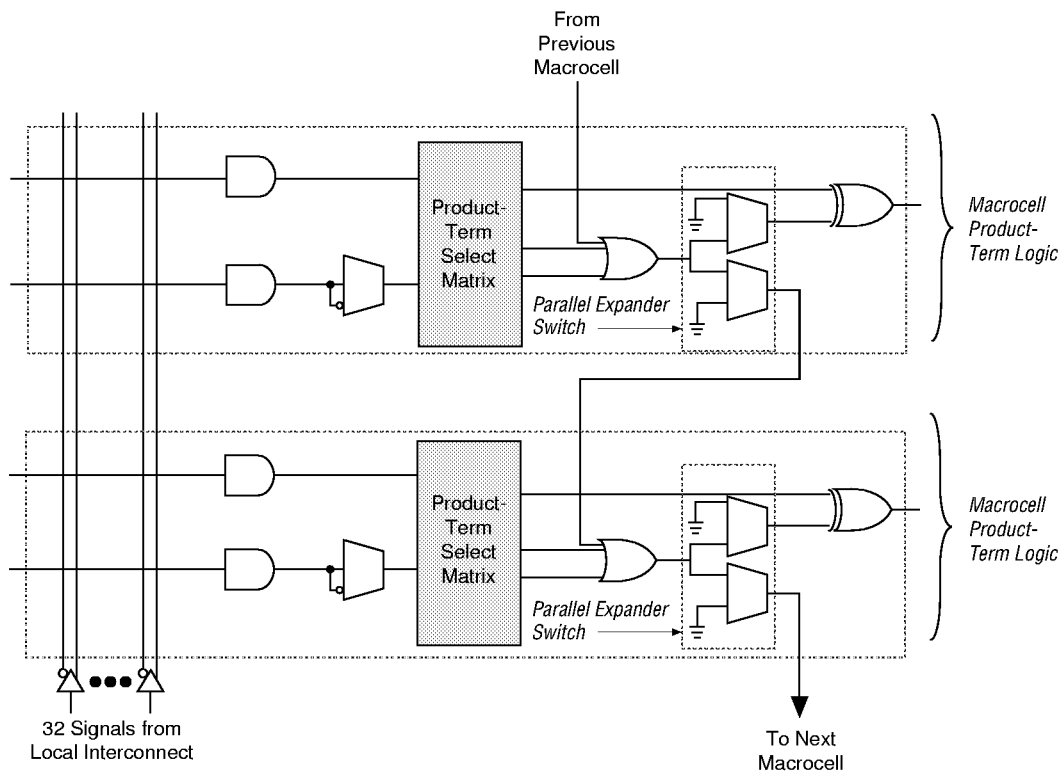 From
Previous
Macrocell
Product-
Term
Select
Matrix
Macrocell
Product-
Term Logic
Parallel Expander
Switch
Product-
Term
Select
Matrix
Macrocell
Product-
Term Logic
Parallel Expander
Switch
32 Signals from
Local Interconnect
To Next
Macrocell